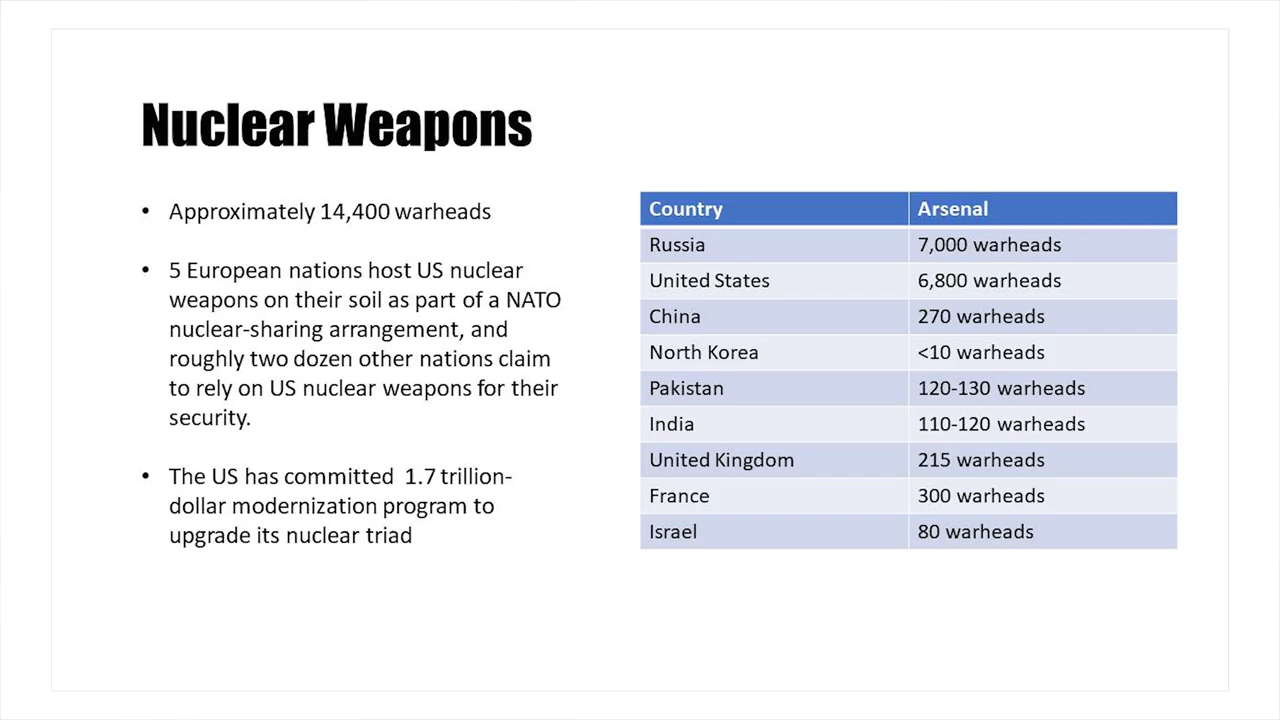 Nuclear Weapons
• Approximately 14,400 warheads
• 5 European nations host US nuclear
weapons on their soil as part of a NATO
nuclear-sharing arrangement, and
roughly two dozen other nations claim
to rely on US nuclear weapons for their
security.
• The US has committed  1.7 trillion-
dollar modernization program to
upgrade its nuclear triad
Country Arsenal
Russia 7,000 warheads
United States 6,800 warheads
China 270 warheads
North Korea <10 warheads
Pakistan 120-130 warheads
India 110-120 warheads
United Kingdom 215 warheads
France 300 warheads
Israel 80 warheads